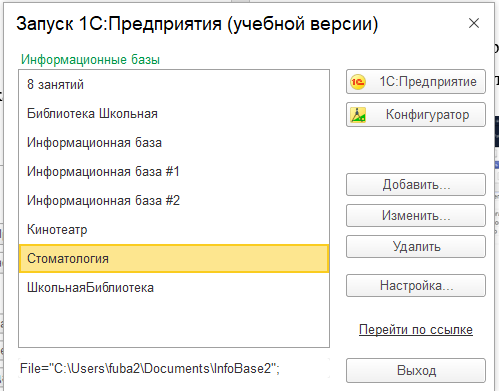 Запуск 1С:Предприятия (учебной версии)
Информационные базы
8 занятий
Библиотека Школьная
Информационная база
Информационная база #1
Информационная база #2
Кинотеатр
Стоматология
ШкольнаяБиблиотека
1С:Предприятие
Конфигуратор
Добавить...
Изменить...
Удалить
Настройка...
Перейти по ссылке
File="C:\Users\fuba2\Documents\InfoBase2";
Выход